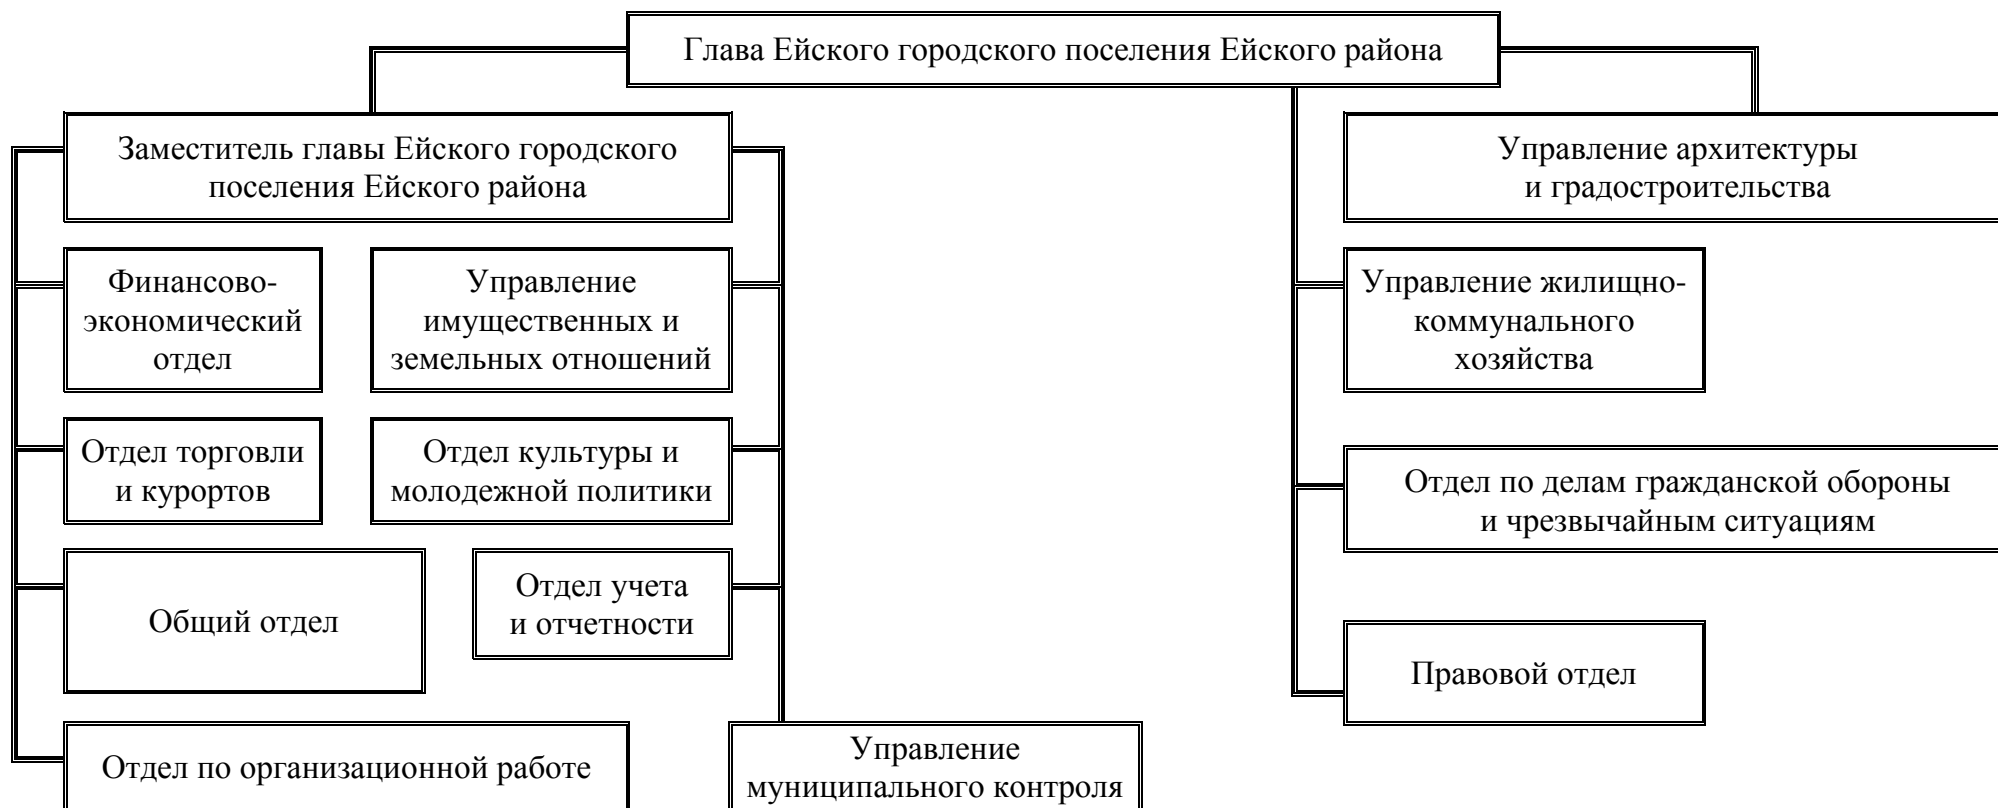 Глава Ейского городского поселения Ейского района
Заместитель главы Ейского городского
поселения Ейского района
Управление архитектуры
и градостроительства
Финансово-
экономический
отдел
Управление
имущественных и
земельных отношений
Управление жилищно-
коммунального
хозяйства
Отдел торговли
и курортов
Отдел культуры и
молодежной политики
Отдел по делам гражданской обороны
и чрезвычайным ситуациям
Общий отдел
Отдел учета
и отчетности
Правовой отдел
Отдел по организационной работе
Управление
муниципального контроля